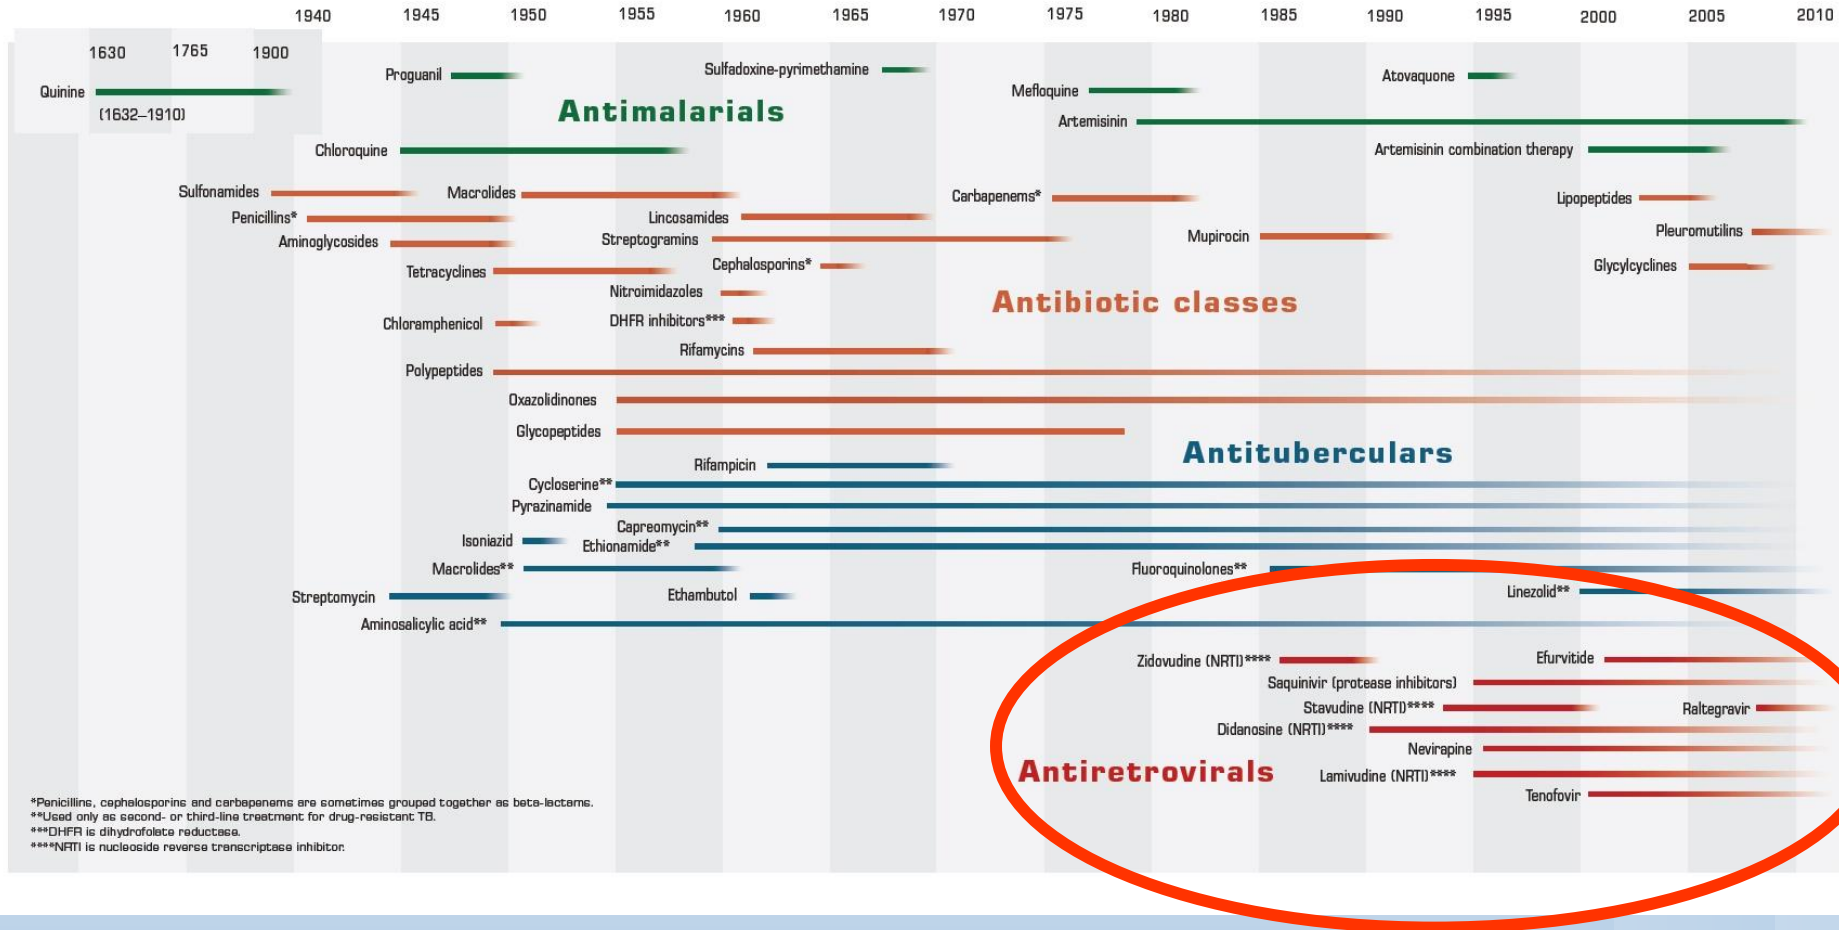 1940 1945 1950 1955 1960 1965 1970 1975 1980 1985 1990 1995 2000 2005 2010
1630 1765 1900
Quinine
(1632–1910)
Proguanil
Sulfadoxine-pyrimethamine
Mefloquine
Atovaquone
Antimalarials
Artemisinin
Chloroquine
Artemisinin combination therapy
Sulfonamides
Macrolides
Carbapenems*
Lipopeptides
Penicillins*
Lincosamides
Aminoglycosides
Streptogramins
Mupirocin
Pleuromutilins
Tetracyclines
Cephalosporins*
Glycylcyclines
Nitroimidazoles
Antibiotic classes
Chloramphenicol
DHFR inhibitors***
Rifamycins
Polypeptides
Oxazolidinones
Glycopeptides
Antituberculars
Rifampicin
Cycloserine**
Pyrazinamide
Capreomycin**
Isoniazid
Ethionamide**
Macrolides**
Fluoroquinolones**
Streptomycin
Ethambutol
Linezolid**
Aminosalicylic acid**
Zidovudine (NRTI)****
Efurvitide
Saquinivir (protease inhibitors)
Stavudine (NRTI)****
Raltegravir
Didanosine (NRTI)****
Nevirapine
Antiretrovirals
Lamivudine (NRTI)****
Tenofovir
*Penicillins, cephalosporins and carbapenems are sometimes grouped together as beta-lactams.
**Used only as second- or third-line treatment for drug-resistant TB.
***DHFR is dihydrofolate reductase.
****NRTI is nucleoside reverse transcriptase inhibitor.